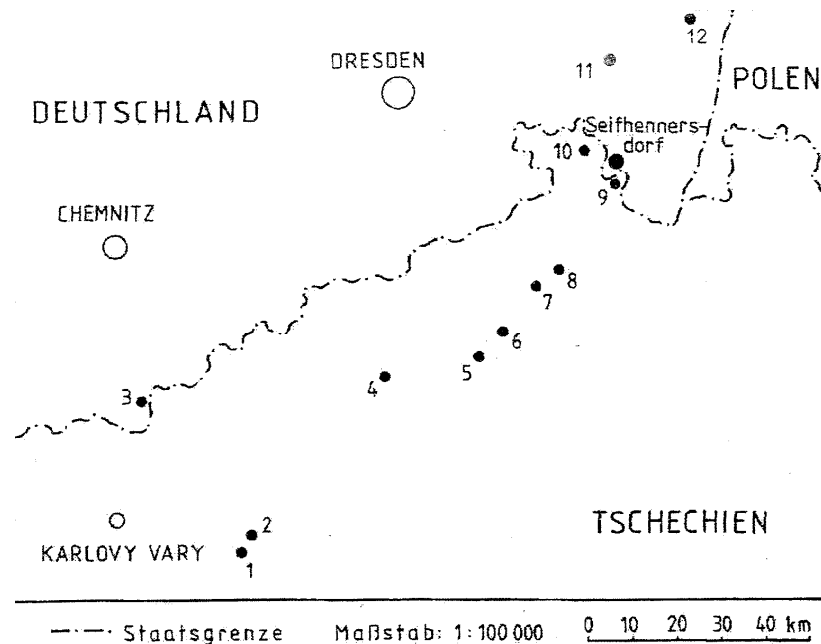 12
DRESDEN
11
POLEN
DEUTSCHLAND
Seifhenners-
dorf
10
9
CHEMNITZ
8
7
6
5
4
3
2
TSCHECHIEN
KARLOVY VARY
1
Staatsgrenze Maßstab: 1:100 000 0 10 20 30 40 km